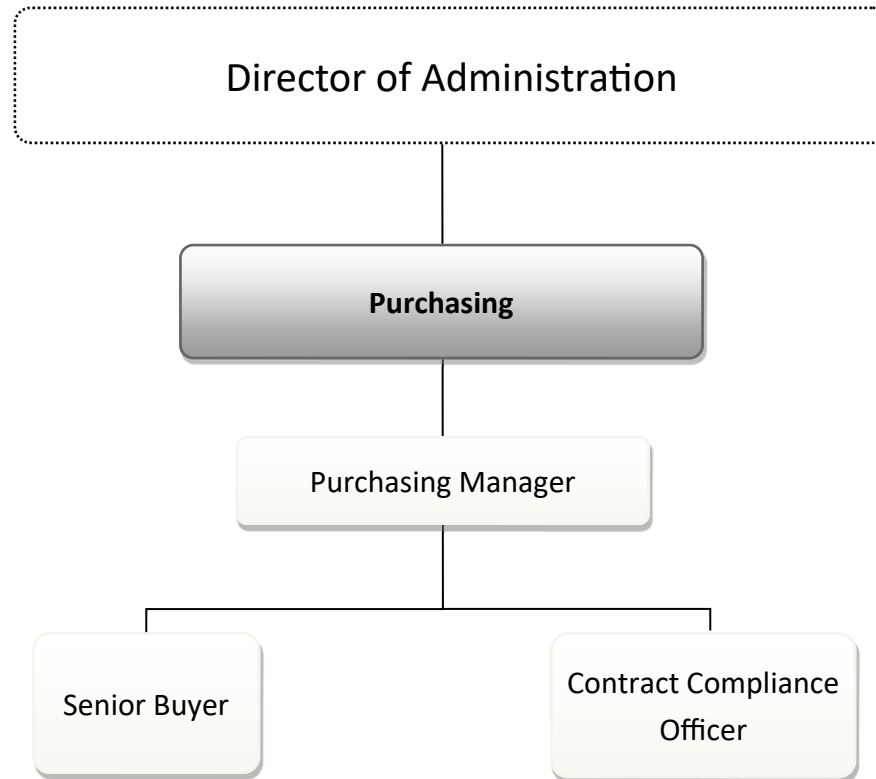 Director of Administration
Purchasing
Purchasing Manager
Senior Buyer
Contract Compliance
Officer